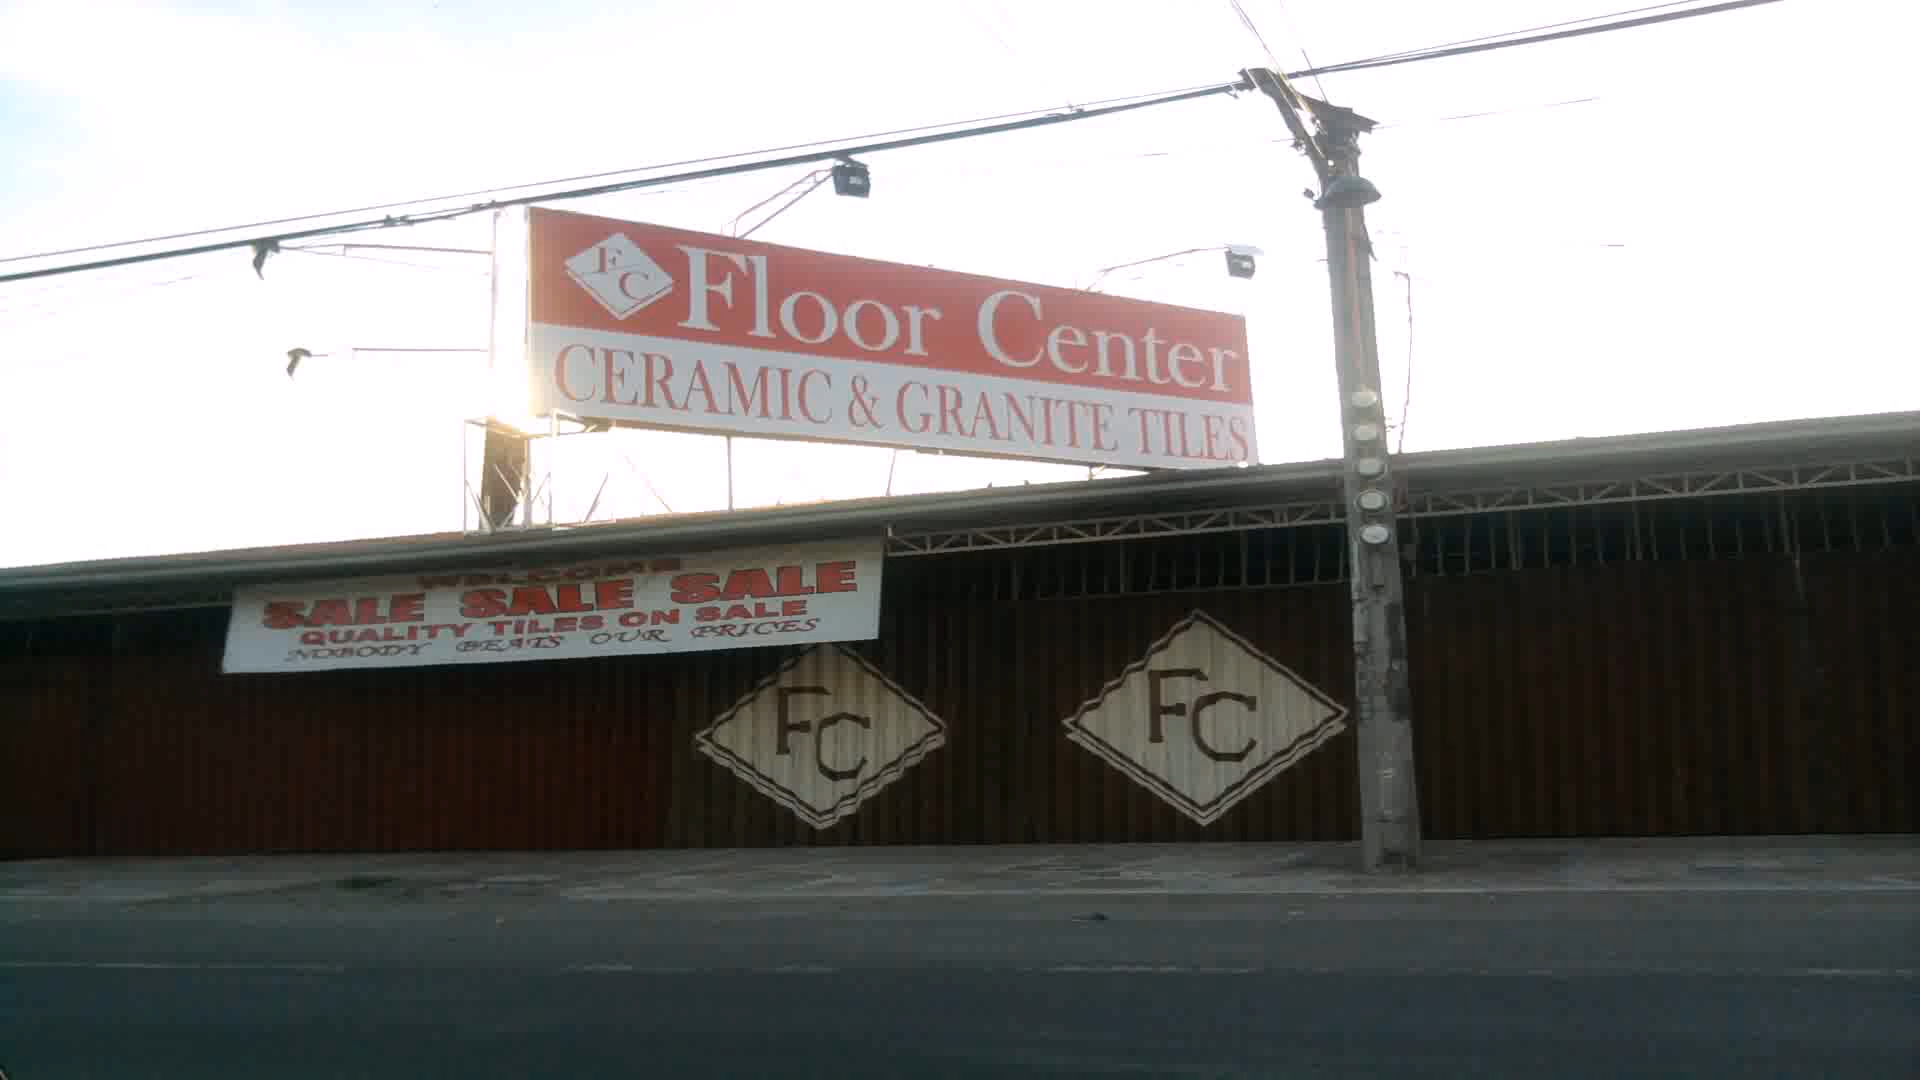 FC Floor Center
CERAMIC & GRANITE TILES
WELCOME
SALE SALE SALE
QUALITY TILES ON SALE
NOBODY BEATS OUR PRICES
FC
FC